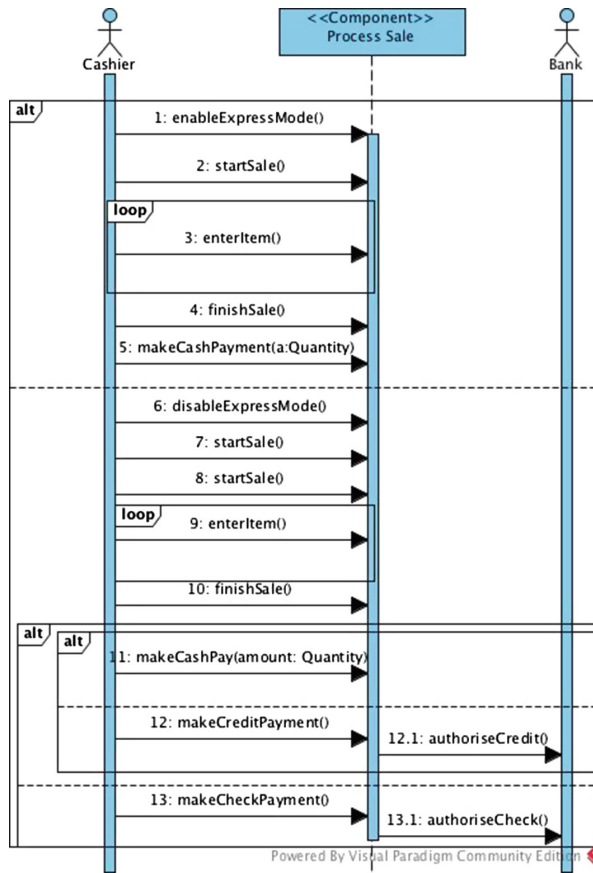 <<Component>>
Process Sale
Cashier
Bank
alt
1: enableExpressMode()
2: startSale()
loop
3: enterItem()
4: finishSale()
5: makeCashPayment(a:Quantity)
6: disableExpressMode()
7: startSale()
8: startSale()
loop
9: enterItem()
10: finishSale()
alt
alt
11: makeCashPay(amount: Quantity)
12: makeCreditPayment()
12.1: authoriseCredit()
13: makeCheckPayment()
13.1: authoriseCheck()
Powered By Visual Paradigm Community Edition